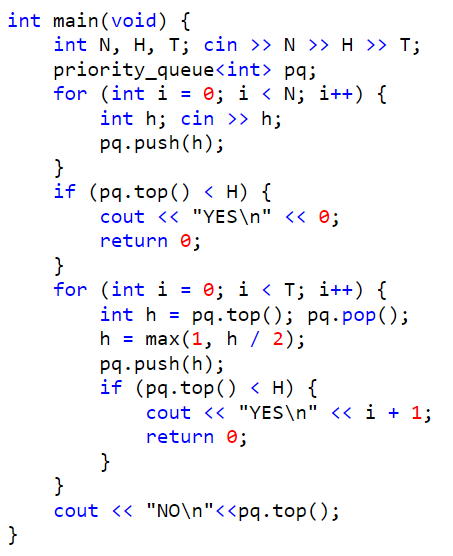 int main(void) {
    int N, H, T; cin >> N >> H >> T;
    priority_queue<int> pq;
    for (int i = 0; i < N; i++) {
        int h; cin >> h;
        pq.push(h);
    }
    if (pq.top() < H) {
        cout << "YES\n" << 0;
        return 0;
    }
    for (int i = 0; i < T; i++) {
        int h = pq.top(); pq.pop();
        h = max(1, h / 2);
        pq.push(h);
        if (pq.top() < H) {
            cout << "YES\n" << i + 1;
            return 0;
        }
    }
    cout << "NO\n"<<pq.top();
}